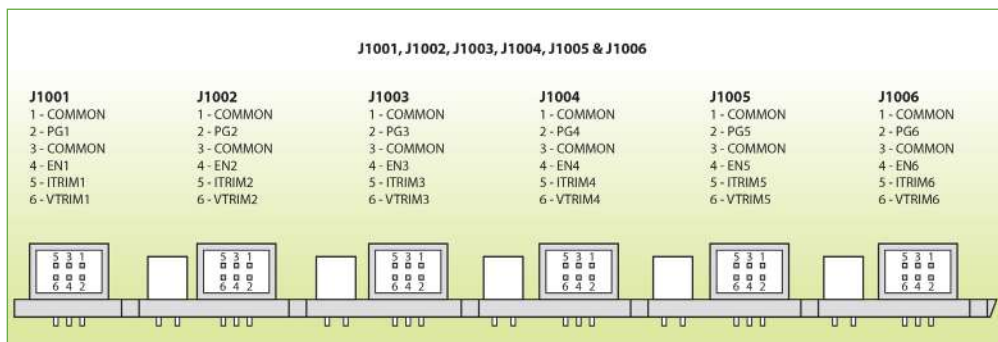 J1001, J1002, J1003, J1004, J1005 & J1006
J1001
1 - COMMON
2 - PG1
3 - COMMON
4 - EN1
5 - ITRIM1
6 - VTRIM1
J1002
1 - COMMON
2 - PG2
3 - COMMON
4 - EN2
5 - ITRIM2
6 - VTRIM2
J1003
1 - COMMON
2 - PG3
3 - COMMON
4 - EN3
5 - ITRIM3
6 - VTRIM3
J1004
1 - COMMON
2 - PG4
3 - COMMON
4 - EN4
5 - ITRIM4
6 - VTRIM4
J1005
1 - COMMON
2 - PG5
3 - COMMON
4 - EN5
5 - ITRIM5
6 - VTRIM5
J1006
1 - COMMON
2 - PG6
3 - COMMON
4 - EN6
5 - ITRIM6
6 - VTRIM6
5 3 1
6 4 2
5 3 1
6 4 2
5 3 1
6 4 2
5 3 1
6 4 2
5 3 1
6 4 2
5 3 1
6 4 2